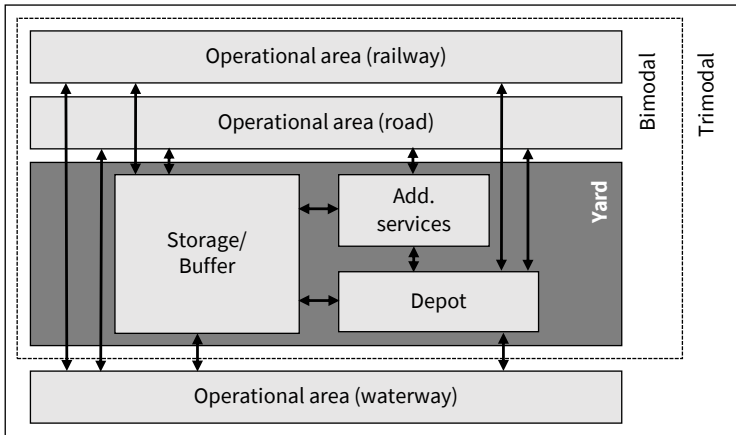 Operational area (railway)
Operational area (road)
Bimodal
Trimodal
Yard
Add.
services
Storage/
Buffer
Depot
Operational area (waterway)